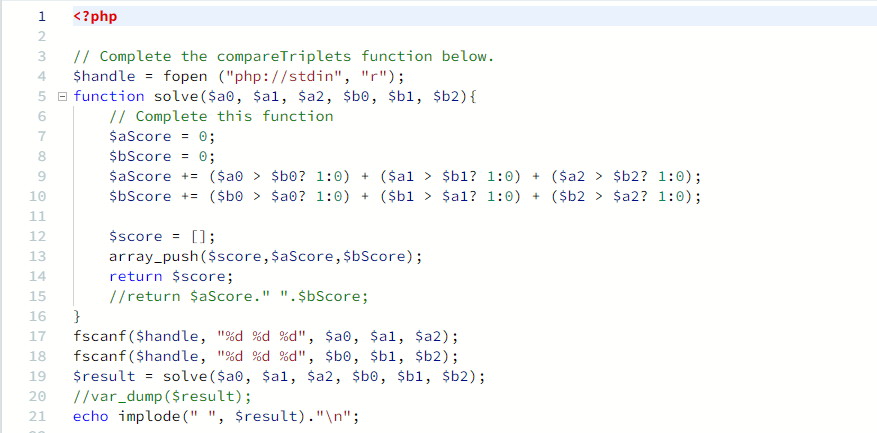 1 <?php
2
3 // Complete the compareTriplets function below.
4 $handle = fopen ("php://stdin", "r");
5 function solve($a0, $a1, $a2, $b0, $b1, $b2){
6 // Complete this function
7 $aScore = 0;
8 $bScore = 0;
9 $aScore += ($a0 > $b0? 1:0) + ($a1 > $b1? 1:0) + ($a2 > $b2? 1:0);
10 $bScore += ($b0 > $a0? 1:0) + ($b1 > $a1? 1:0) + ($b2 > $a2? 1:0);
11
12 $score = [];
13 array_push($score,$aScore,$bScore);
14 return $score;
15 //return $aScore." ".$bScore;
16 }
17 fscanf($handle, "%d %d %d", $a0, $a1, $a2);
18 fscanf($handle, "%d %d %d", $b0, $b1, $b2);
19 $result = solve($a0, $a1, $a2, $b0, $b1, $b2);
20 //var_dump($result);
21 echo implode(" ", $result)."\n";